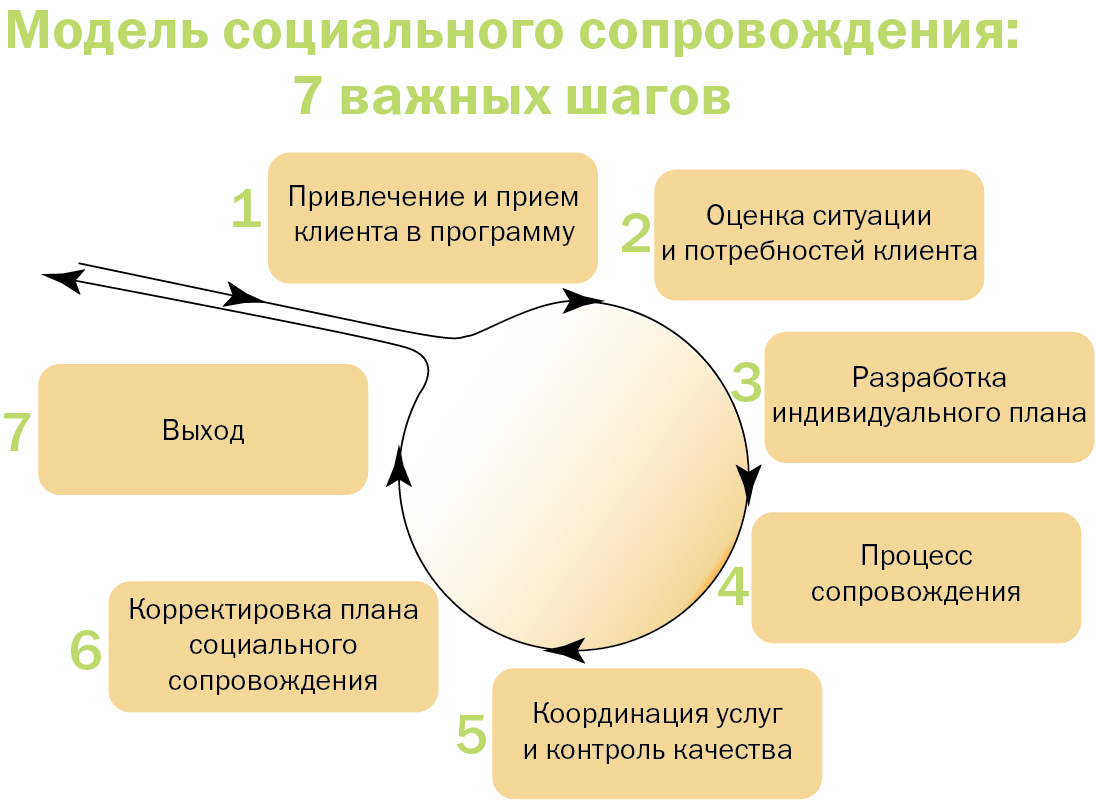 Модель социального сопровождения:
7 важных шагов
1
Привлечение и прием
клиента в программу
2
Оценка ситуации
и потребностей клиента
3
Разработка
индивидуального плана
4
Процесс
сопровождения
5
Координация услуг
и контроль качества
6
Корректировка плана
социального
сопровождения
7
Выход